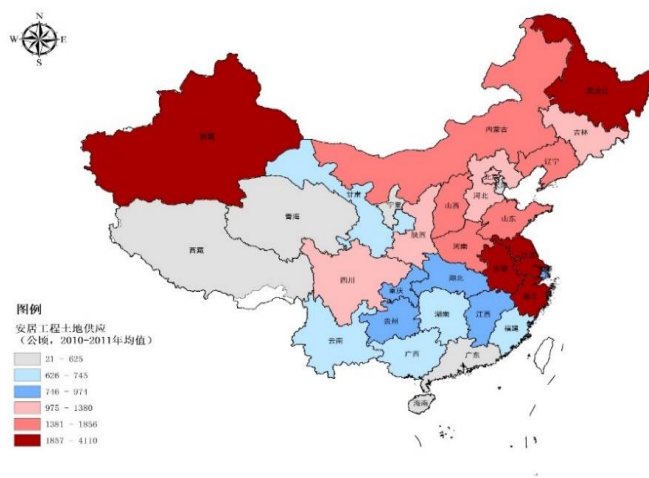 N
W E
S
黑龙江
内蒙古
吉林
新疆
辽宁
甘肃
北京
河北
宁夏
山西
青海
山东
陕西
河南
西藏
四川
湖北
重庆
安徽
浙江
湖南
江西
贵州
福建
云南
广西
广东
海南
图例
安居工程土地供应
(公顷，2010-2011年均值)
21 - 625
626 - 745
746 - 974
975 - 1380
1381 - 1856
1857 - 4110